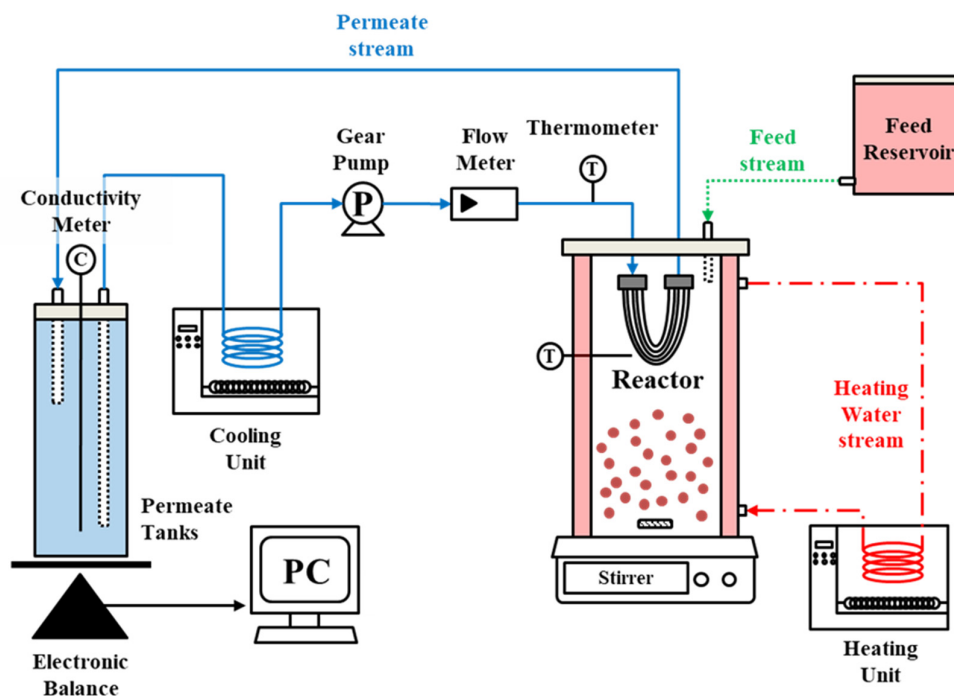 Permeate
stream
Gear
Pump
Flow
Meter
Thermometer
Feed
stream
Feed
Reservoir
Conductivity
Meter
C
P
T
T
Reactor
Heating
Water
stream
Cooling
Unit
Permeate
Tanks
PC
Stirrer
Electronic
Balance
Heating
Unit